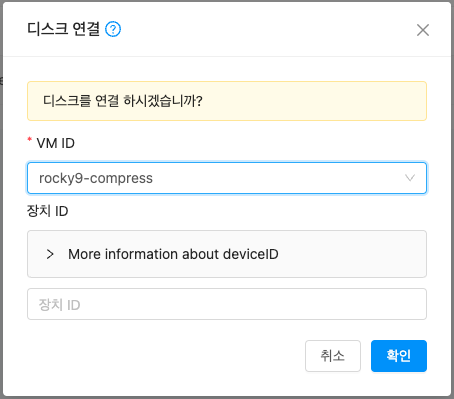 디스크 연결
디스크를 연결 하시겠습니까?
* VM ID
rocky9-compress
장치 ID
More information about deviceID
장치 ID
취소 확인